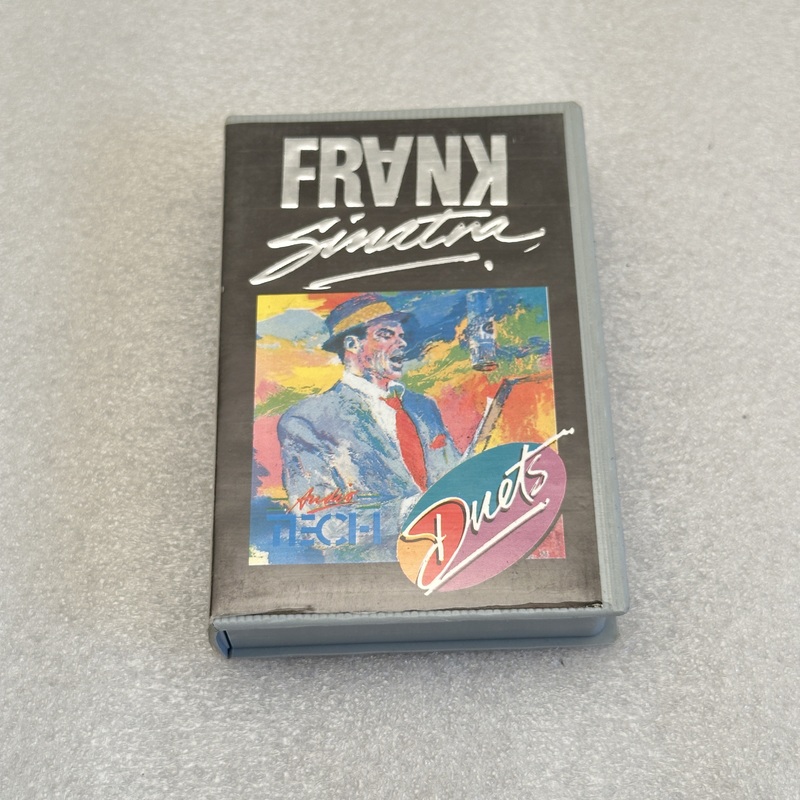 FRANK
Sinatra
Audio
TECH
Duets